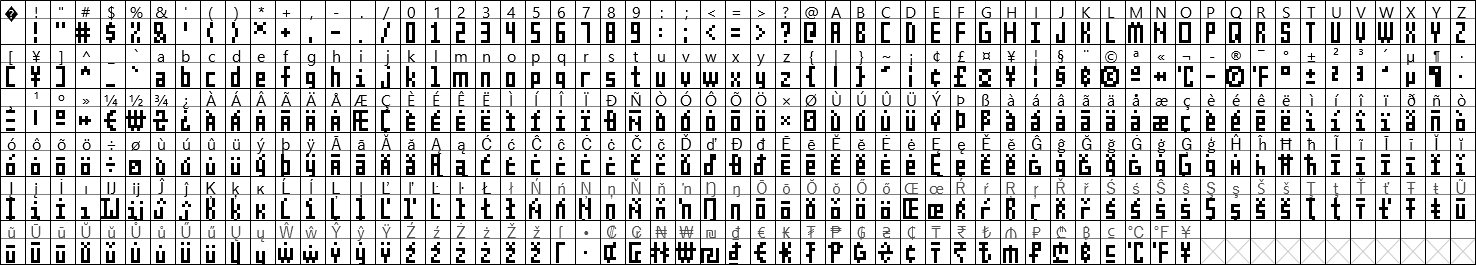 � ! " # $ % & ' ( ) * + , - . / 0 1 2 3 4 5 6 7 8 9 : ; < = > ? @ A B C D E F G H I J K L M N O P Q R S T U V W X Y Z
[ ¥ ] ^ _ ` a b c d e f g h i j k l m n o p q r s t u v w x y z { | } ~ ¡ ¢ £ ¤ ¥ ¦ § ¨ © ª « ¬ - ® ¯ ° ± ² ³ ´ µ ¶ ·
¸ ¹ º » ¼ ½ ¾ ¿ À Á Â Ã Ä Å Æ Ç È É Ê Ë Ì Í Î Ï Ð Ñ Ò Ó Ô Õ Ö × Ø Ù Ú Û Ü Ý Þ ß à á â ã ä å æ ç è é ê ë ì í î ï ð ñ ò
ó ô õ ö ÷ ø ù ú û ü ý þ ÿ Ā ā Ă ă Ą ą Ć ć Ĉ ĉ Ċ ċ Č č Ď ď Đ đ Ē ē Ĕ ĕ Ė ė Ę ę Ě ě Ĝ ĝ Ğ ğ Ġ ġ Ģ ģ Ĥ ĥ Ħ ħ Ĩ ĩ Ī ī Ĭ ĭ
Į į İ ı Ĳ ĳ Ĵ ĵ Ķ ķ ĸ Ĺ ĺ Ļ ļ Ľ ľ Ŀ ŀ Ł ł Ń ń Ņ ņ Ň ň ŉ Ŋ ŋ Ō ō Ŏ ŏ Ő ő Œ œ Ŕ ŕ Ŗ ŗ Ř ř Ś ś Ŝ ŝ Ş ş Š š Ţ ţ Ť ť Ŧ ŧ Ũ
ũ Ū ū Ŭ ŭ Ů ů Ű ű Ų ų Ŵ ŵ Ŷ ŷ Ÿ Ź ź Ż ż Ž ž ſ • ₢ ₲ ₦ ₩ ₪ ₫ € ₭ ₮ ₱ ₲ ₴ ₵ ₸ ₹ ₺ ℃ ℉ ¥